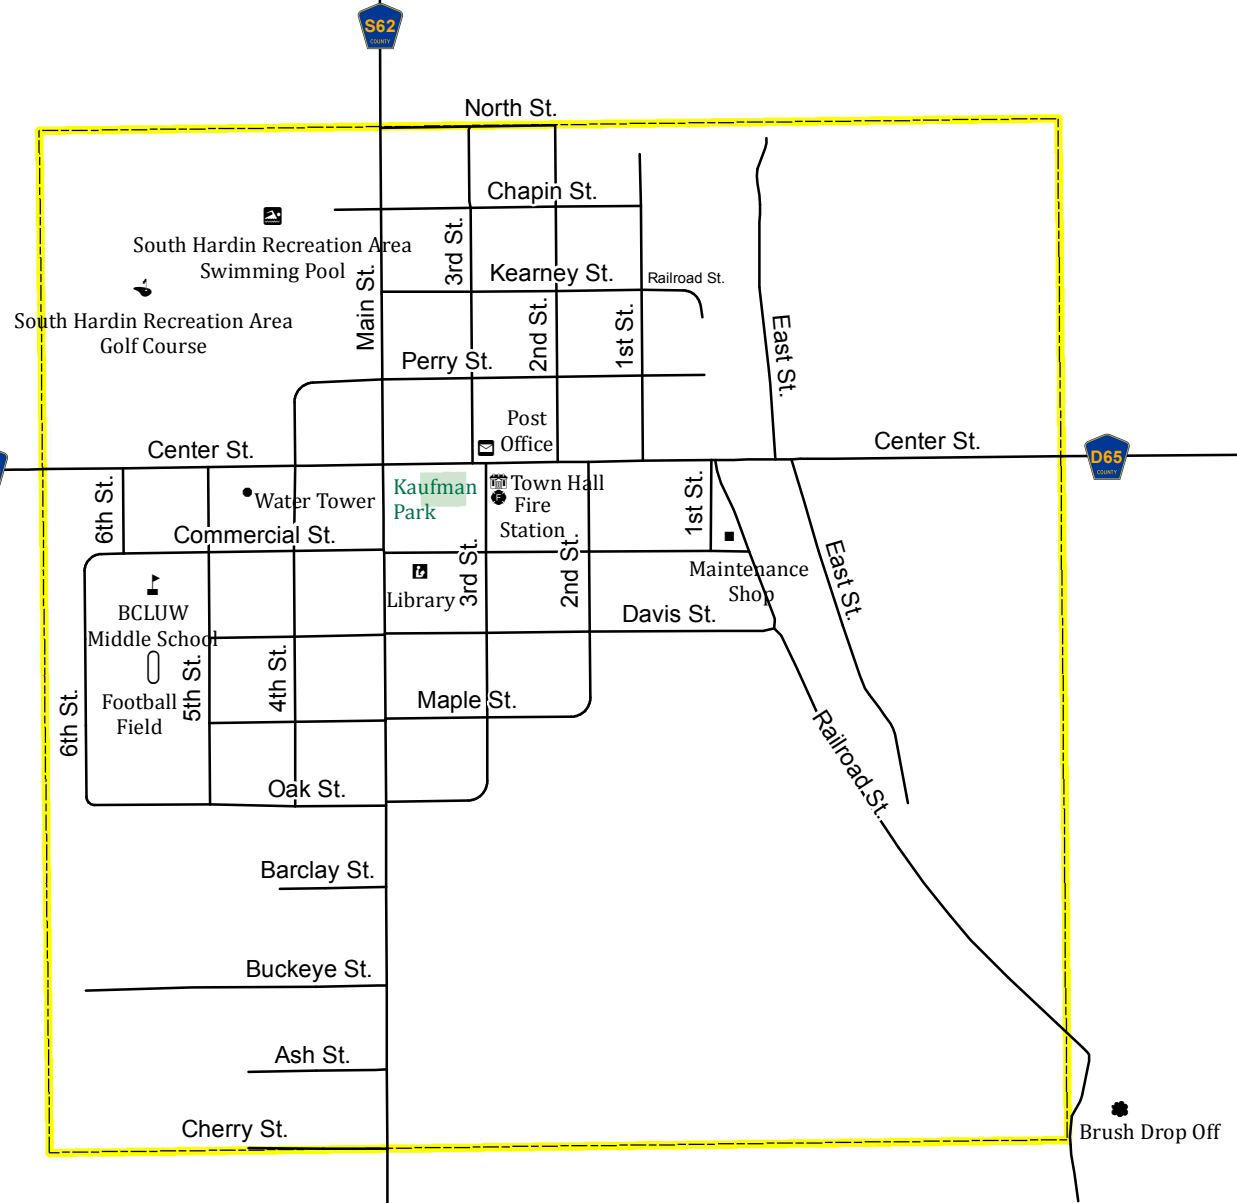 S62
COUNTY
North St.
Chapin St.
South Hardin Recreation Area
Swimming Pool
3rd St.
Kearney St.
Railroad St.
Main St.
South Hardin Recreation Area
Golf Course
2nd St.
1st St.
East St.
Perry St.
Post
Office
Center St.
Center St.
D65
COUNTY
6th St.
Water Tower
Kaufman
Park
Town Hall
Fire
Station
1st St.
Commercial St.
3rd St.
2nd St.
Maintenance
Shop
East St.
Library
BCLUW
Middle School
Davis St.
Football
Field
5th St.
4th St.
6th St.
Maple St.
Railroad St.
Oak St.
Barclay St.
Buckeye St.
Ash St.
Cherry St.
Brush Drop Off